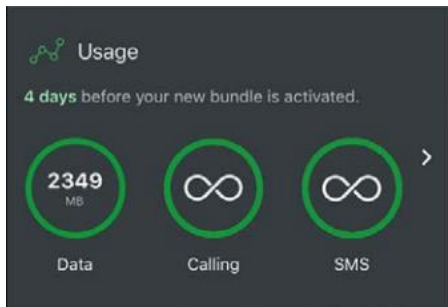 Usage
4 days before your new bundle is activated.
2349
MB
Data
Calling
SMS